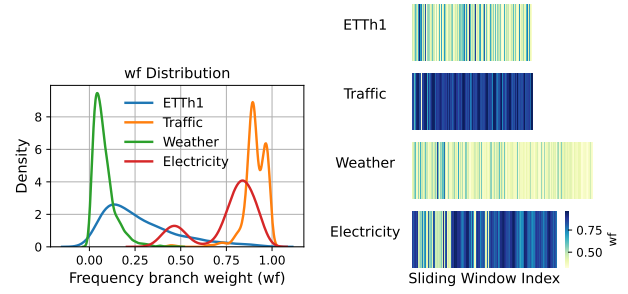 wf Distribution
ETTh1
Traffic
Weather
Electricity
Density
0
2
4
6
8
0.00
0.25
0.50
0.75
1.00
Frequency branch weight (wf)
ETTh1
Traffic
Weather
Electricity
Sliding Window Index
0.75
0.50
wf